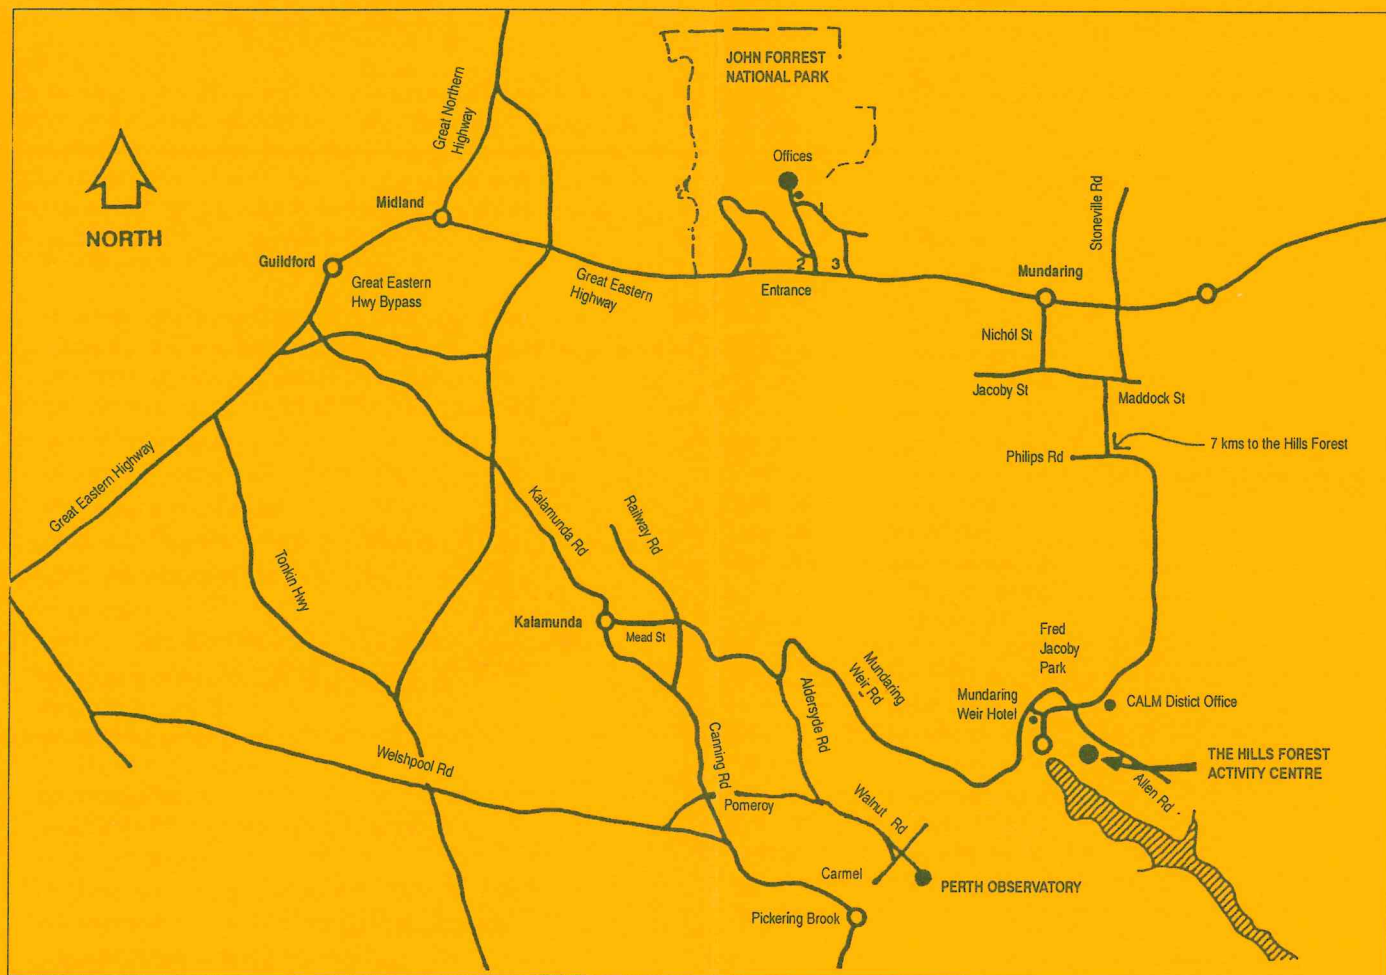 JOHN FORREST
NATIONAL PARK
Great Northern
Highway
Offices
Stoneville Rd
Midland
NORTH
Guildford
Great Eastern
Hwy Bypass
Great Eastern
Highway
1
2
3
Entrance
Mundaring
Nichol St
Jacoby St
Maddock St
7 kms to the Hills Forest
Philips Rd
Great Eastern Highway
Kalamunda Rd
Railway Rd
Tonkin Hwy
Kalamunda
Mead St
Fred
Jacoby
Park
Mundaring
Weir Rd
Aldersyde Rd
Mundaring
Weir Hotel
CALM Distict Office
THE HILLS FOREST
ACTIVITY CENTRE
Allen Rd
Canning Rd
Welshpool Rd
Pomeroy
Walnut Rd
Carmel
PERTH OBSERVATORY
Pickering Brook